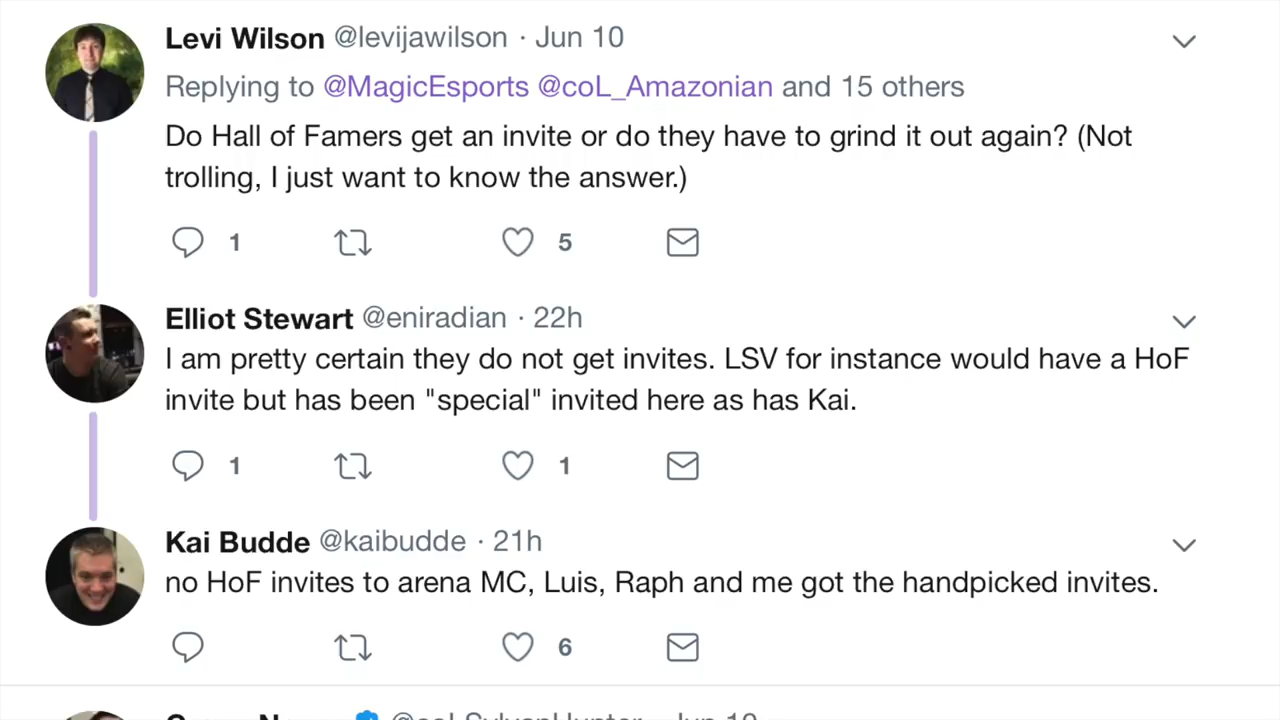 Levi Wilson @levijawilson · Jun 10
Replying to @MagicEsports @coL_Amazonian and 15 others
Do Hall of Famers get an invite or do they have to grind it out again? (Not
trolling, I just want to know the answer.)
1 5
Elliot Stewart @eniradian · 22h
I am pretty certain they do not get invites. LSV for instance would have a HoF
invite but has been "special" invited here as has Kai.
1 1
Kai Budde @kaibudde · 21h
no HoF invites to arena MC, Luis, Raph and me got the handpicked invites.
6